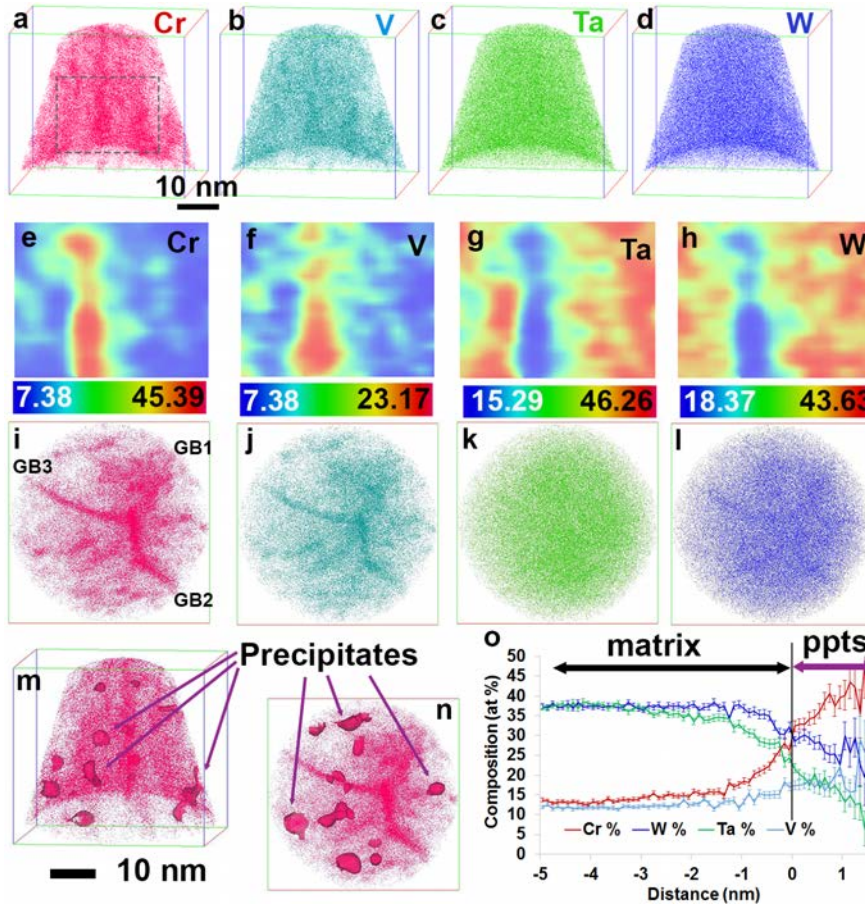 a Cr b V c Ta d W
10 nm
e Cr f V g Ta h W
7.38 45.39 7.38 23.17 15.29 46.26 18.37 43.63
i GB1 j k l
GB3
GB2
Precipitates
m n
10 nm
o
matrix ppts
Composition (at %)
50
45
40
35
30
25
20
15
10
5
0
Cr % W % Ta % V %
-5 -4 -3 -2 -1 0 1
Distance (nm)